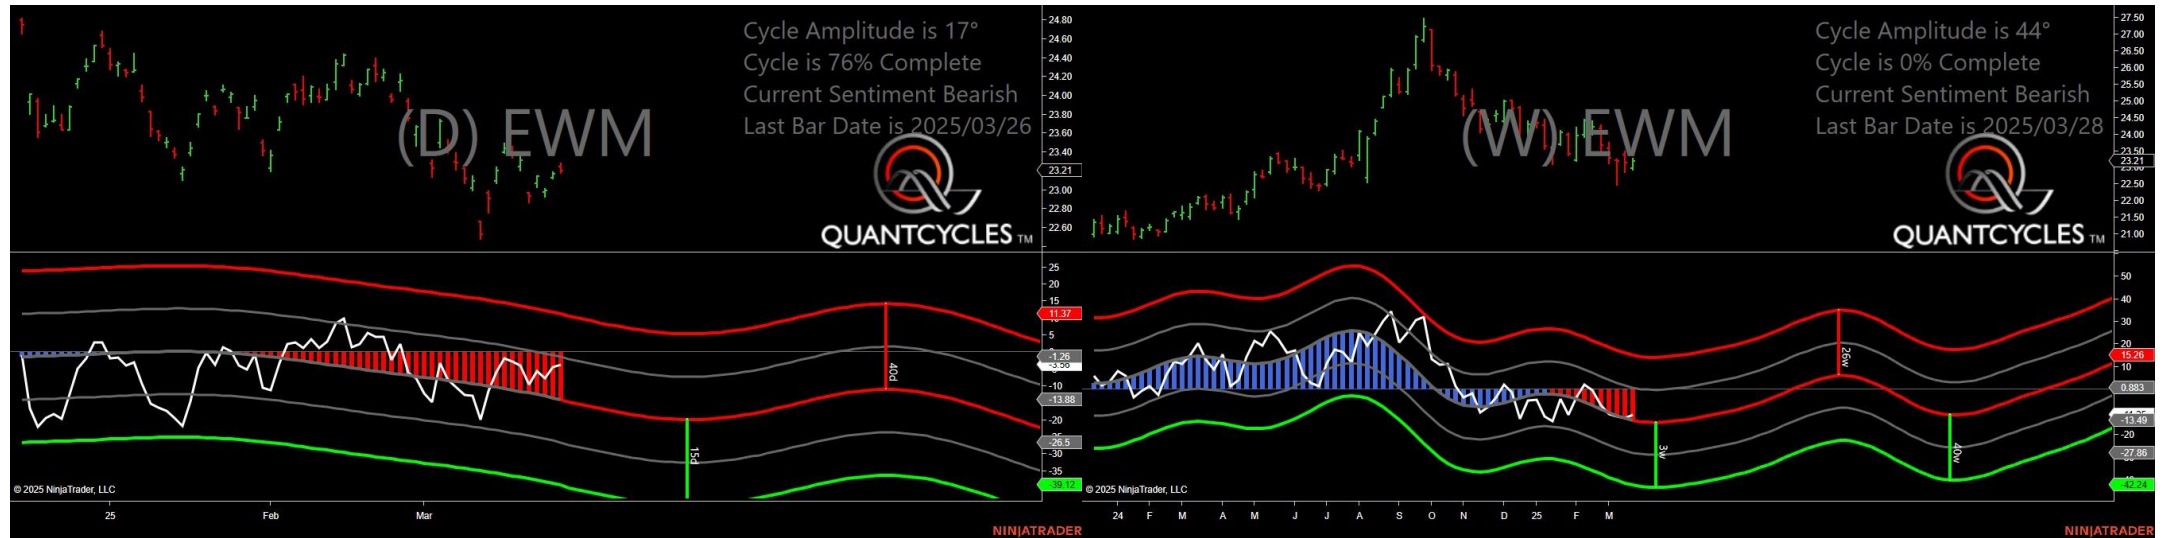 Cycle Amplitude is 17°
Cycle is 76% Complete
Current Sentiment Bearish
Last Bar Date is 2025/03/26
(D) EWM
QUANTCYCLES TM
24.80
24.60
24.40
24.20
24.00
23.80
23.60
23.40
23.21
23.00
22.80
22.60
25
20
15
11.37
5
-1.26
-3.56
-10
-13.88
-20
-26.5
-30
-35
-39.12
40d
15d
© 2025 NinjaTrader, LLC
25
Feb
Mar
NINJATRADER
Cycle Amplitude is 44°
Cycle is 0% Complete
Current Sentiment Bearish
Last Bar Date is 2025/03/28
(W) EWM
QUANTCYCLES TM
27.50
27.00
26.50
26.00
25.50
25.00
24.50
24.00
23.50
23.21
22.50
22.00
21.50
21.00
50
40
30
20
15.26
10
0.883
-13.49
-20
-27.86
-42.24
26w
3w
40w
© 2025 NinjaTrader, LLC
24 F M A M J J A S O N D 25 F M
NINJATRADER